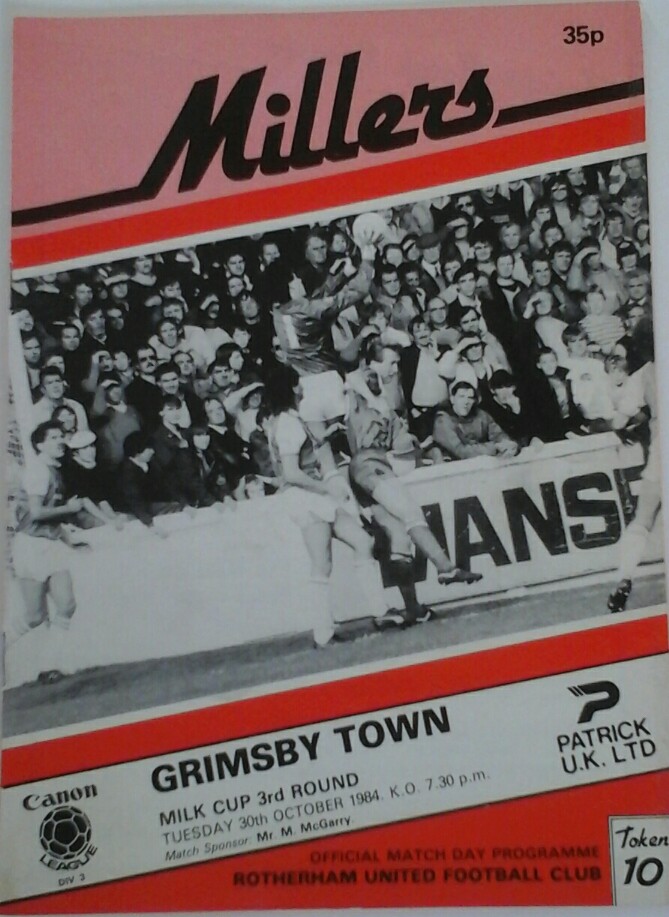 35p
Millers
MANSF
GRIMSBY TOWN
MILK CUP 3rd ROUND
TUESDAY 30th OCTOBER 1984. K.O. 7.30 p.m.
Match Sponsor Mr. M. McGarry.
PATRICK
U.K. LTD
Canon
LEAGUE
DIV 3
OFFICIAL MATCH DAY PROGRAMME
ROTHERHAM UNITED FOOTBALL CLUB
Token
10